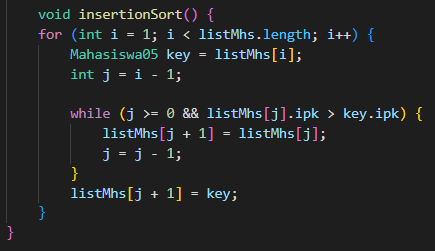 void insertionSort() {
for (int i = 1; i < listMhs.length; i++) {
Mahasiswa05 key = listMhs[i];
int j = i - 1;
while (j >= 0 && listMhs[j].ipk > key.ipk) {
listMhs[j + 1] = listMhs[j];
j = j - 1;
}
listMhs[j + 1] = key;
}
}